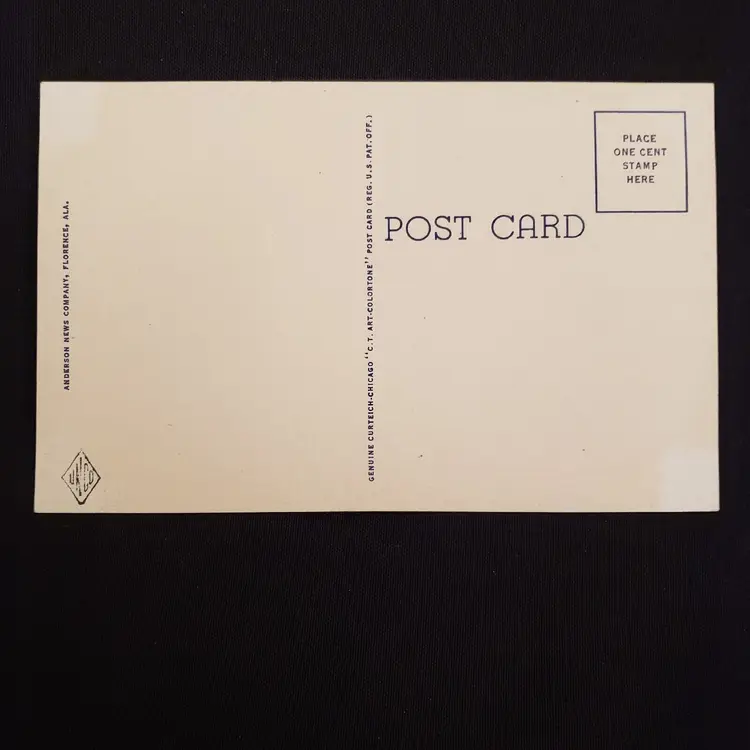 ANDERSON NEWS COMPANY, FLORENCE, ALA.
GENUINE CURTEICH-CHICAGO "C.T. ART-COLORTONE" POST CARD (REG. U.S. PAT. OFF.)
POST CARD
PLACE
ONE CENT
STAMP
HERE